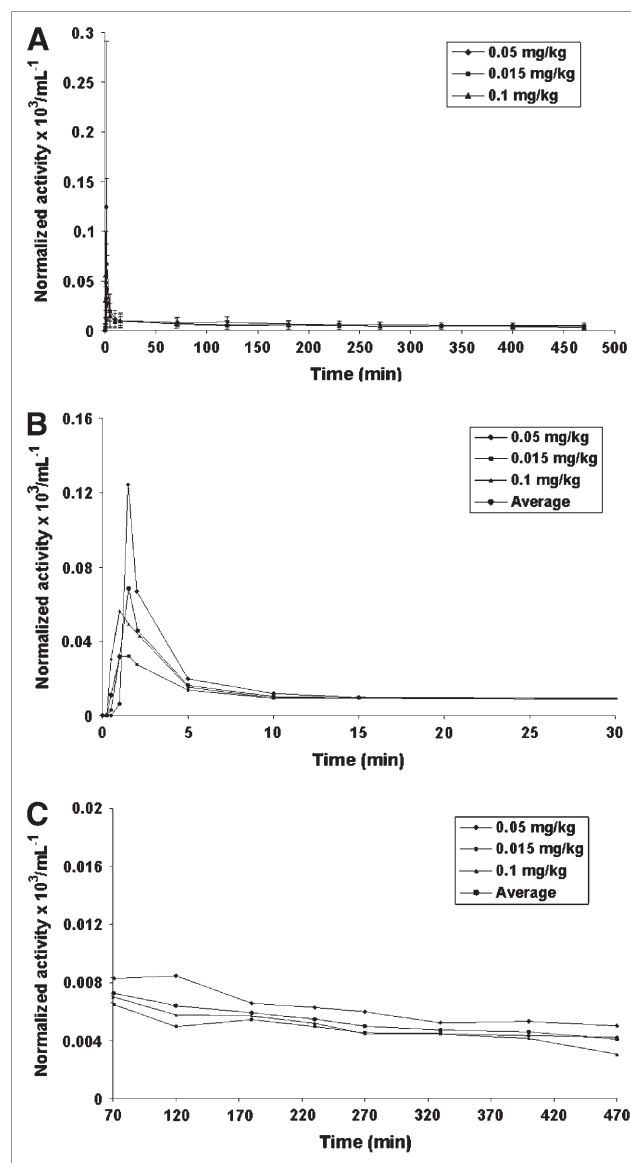 A
0.3
0.25
0.2
0.15
0.1
0.05
0
Normalized activity x 10³/mL⁻¹
0.05 mg/kg
0.015 mg/kg
0.1 mg/kg
0 50 100 150 200 250 300 350 400 450 500
Time (min)
B
0.16
0.12
0.08
0.04
0
Normalized activity x 10³/mL⁻¹
0.05 mg/kg
0.015 mg/kg
0.1 mg/kg
Average
0 5 10 15 20 25 30
Time (min)
C
0.02
0.016
0.012
0.008
0.004
0
Normalized activity x 10³/mL⁻¹
0.05 mg/kg
0.015 mg/kg
0.1 mg/kg
Average
70 120 170 220 270 320 370 420 470
Time (min)